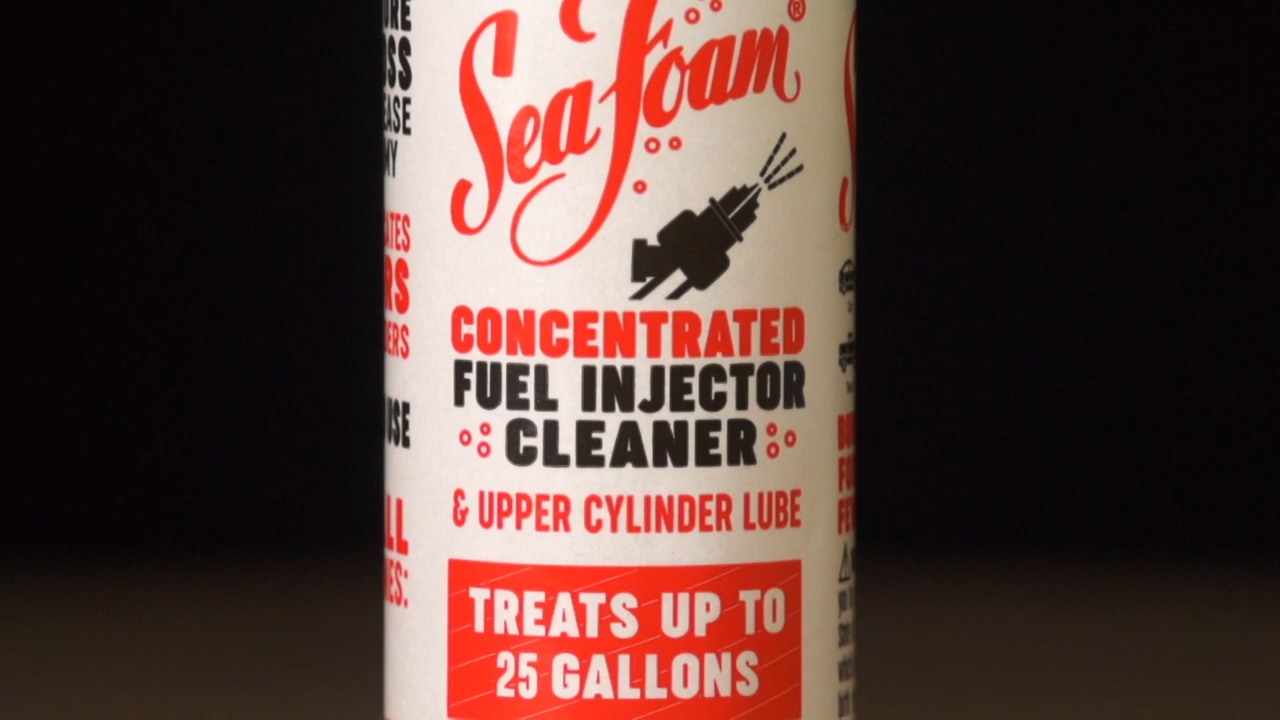 Sea Foam®
CONCENTRATED
FUEL INJECTOR
CLEANER
& UPPER CYLINDER LUBE
TREATS UP TO
25 GALLONS